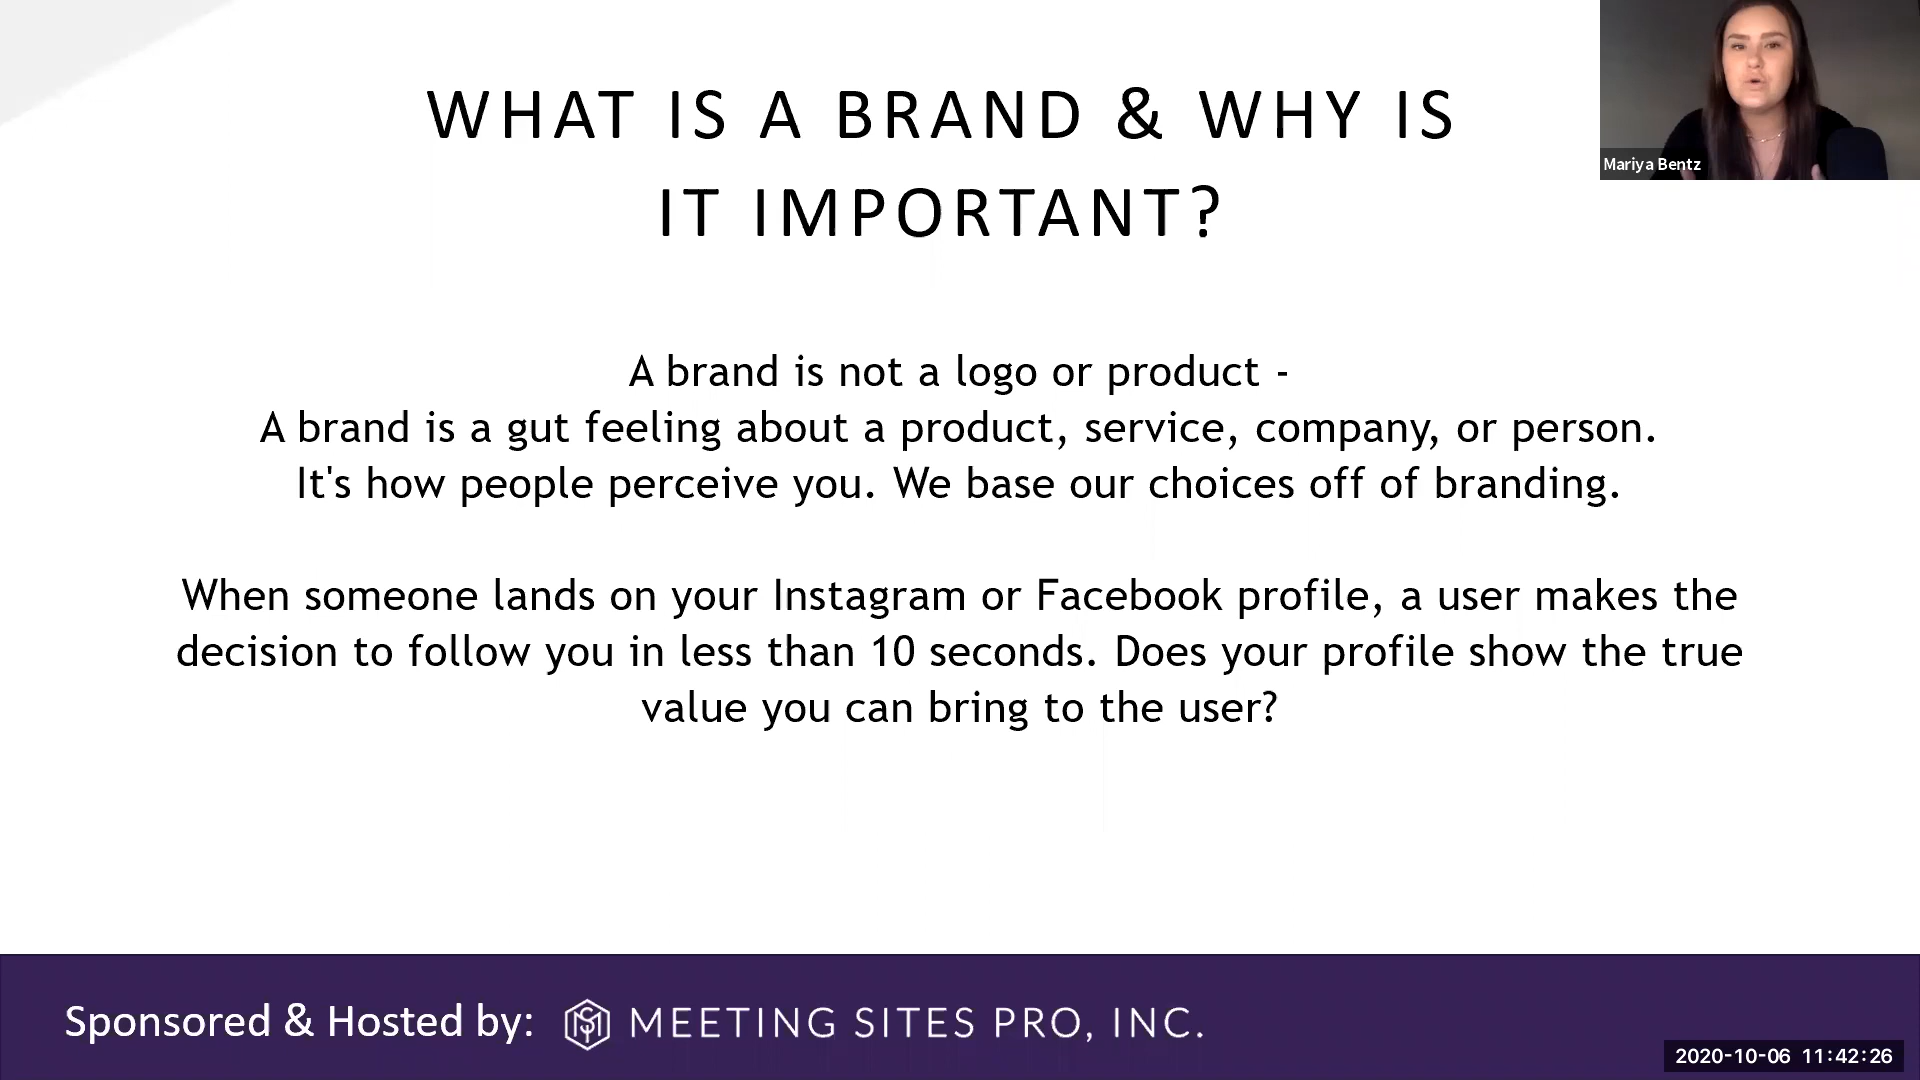 WHAT IS A BRAND & WHY IS
IT IMPORTANT?
Mariya Bentz
A brand is not a logo or product -
A brand is a gut feeling about a product, service, company, or person.
It's how people perceive you. We base our choices off of branding.
When someone lands on your Instagram or Facebook profile, a user makes the
decision to follow you in less than 10 seconds. Does your profile show the true
value you can bring to the user?
Sponsored & Hosted by: MEETING SITES PRO, INC.
2020-10-06 11:42:26